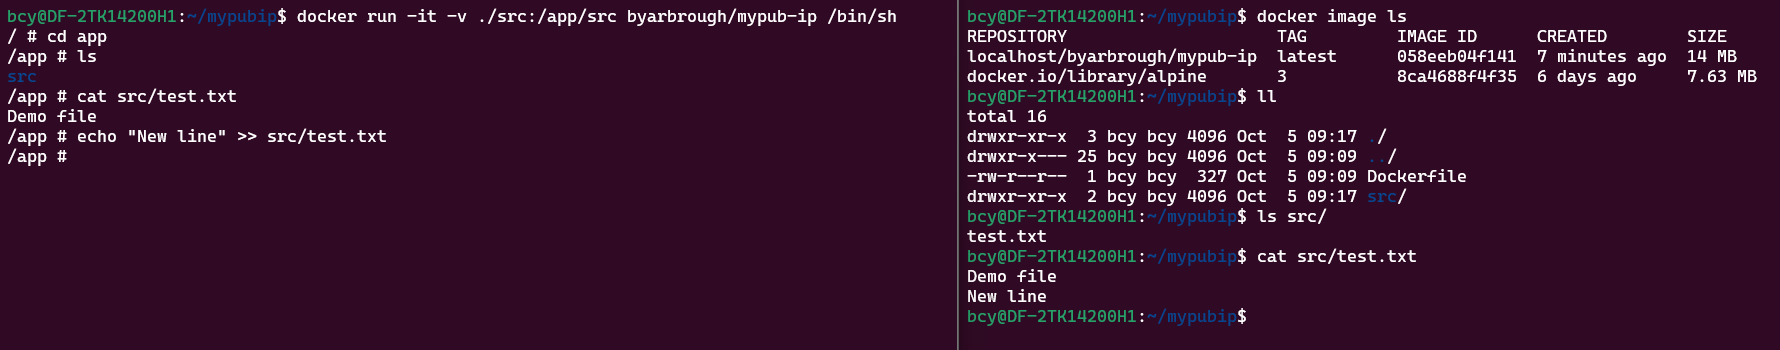 bcy@DF-2TK14200H1:~/mypubip$ docker run -it -v ./src:/app/src byarbrough/mypub-ip /bin/sh
/ # cd app
/app # ls
src
/app # cat src/test.txt
Demo file
/app # echo "New line" >> src/test.txt
/app #
bcy@DF-2TK14200H1:~/mypubip$ docker image ls
REPOSITORY                     TAG         IMAGE ID      CREATED        SIZE
localhost/byarbrough/mypub-ip  latest      058eeb04f141  7 minutes ago  14 MB
docker.io/library/alpine       3           8ca4688f4f35  6 days ago     7.63 MB
bcy@DF-2TK14200H1:~/mypubip$ ll
total 16
drwxr-xr-x  3 bcy bcy 4096 Oct  5 09:17 ./
drwxr-x--- 25 bcy bcy 4096 Oct  5 09:09 ../
-rw-r--r--  1 bcy bcy  327 Oct  5 09:09 Dockerfile
drwxr-xr-x  2 bcy bcy 4096 Oct  5 09:17 src/
bcy@DF-2TK14200H1:~/mypubip$ ls src/
test.txt
bcy@DF-2TK14200H1:~/mypubip$ cat src/test.txt
Demo file
New line
bcy@DF-2TK14200H1:~/mypubip$